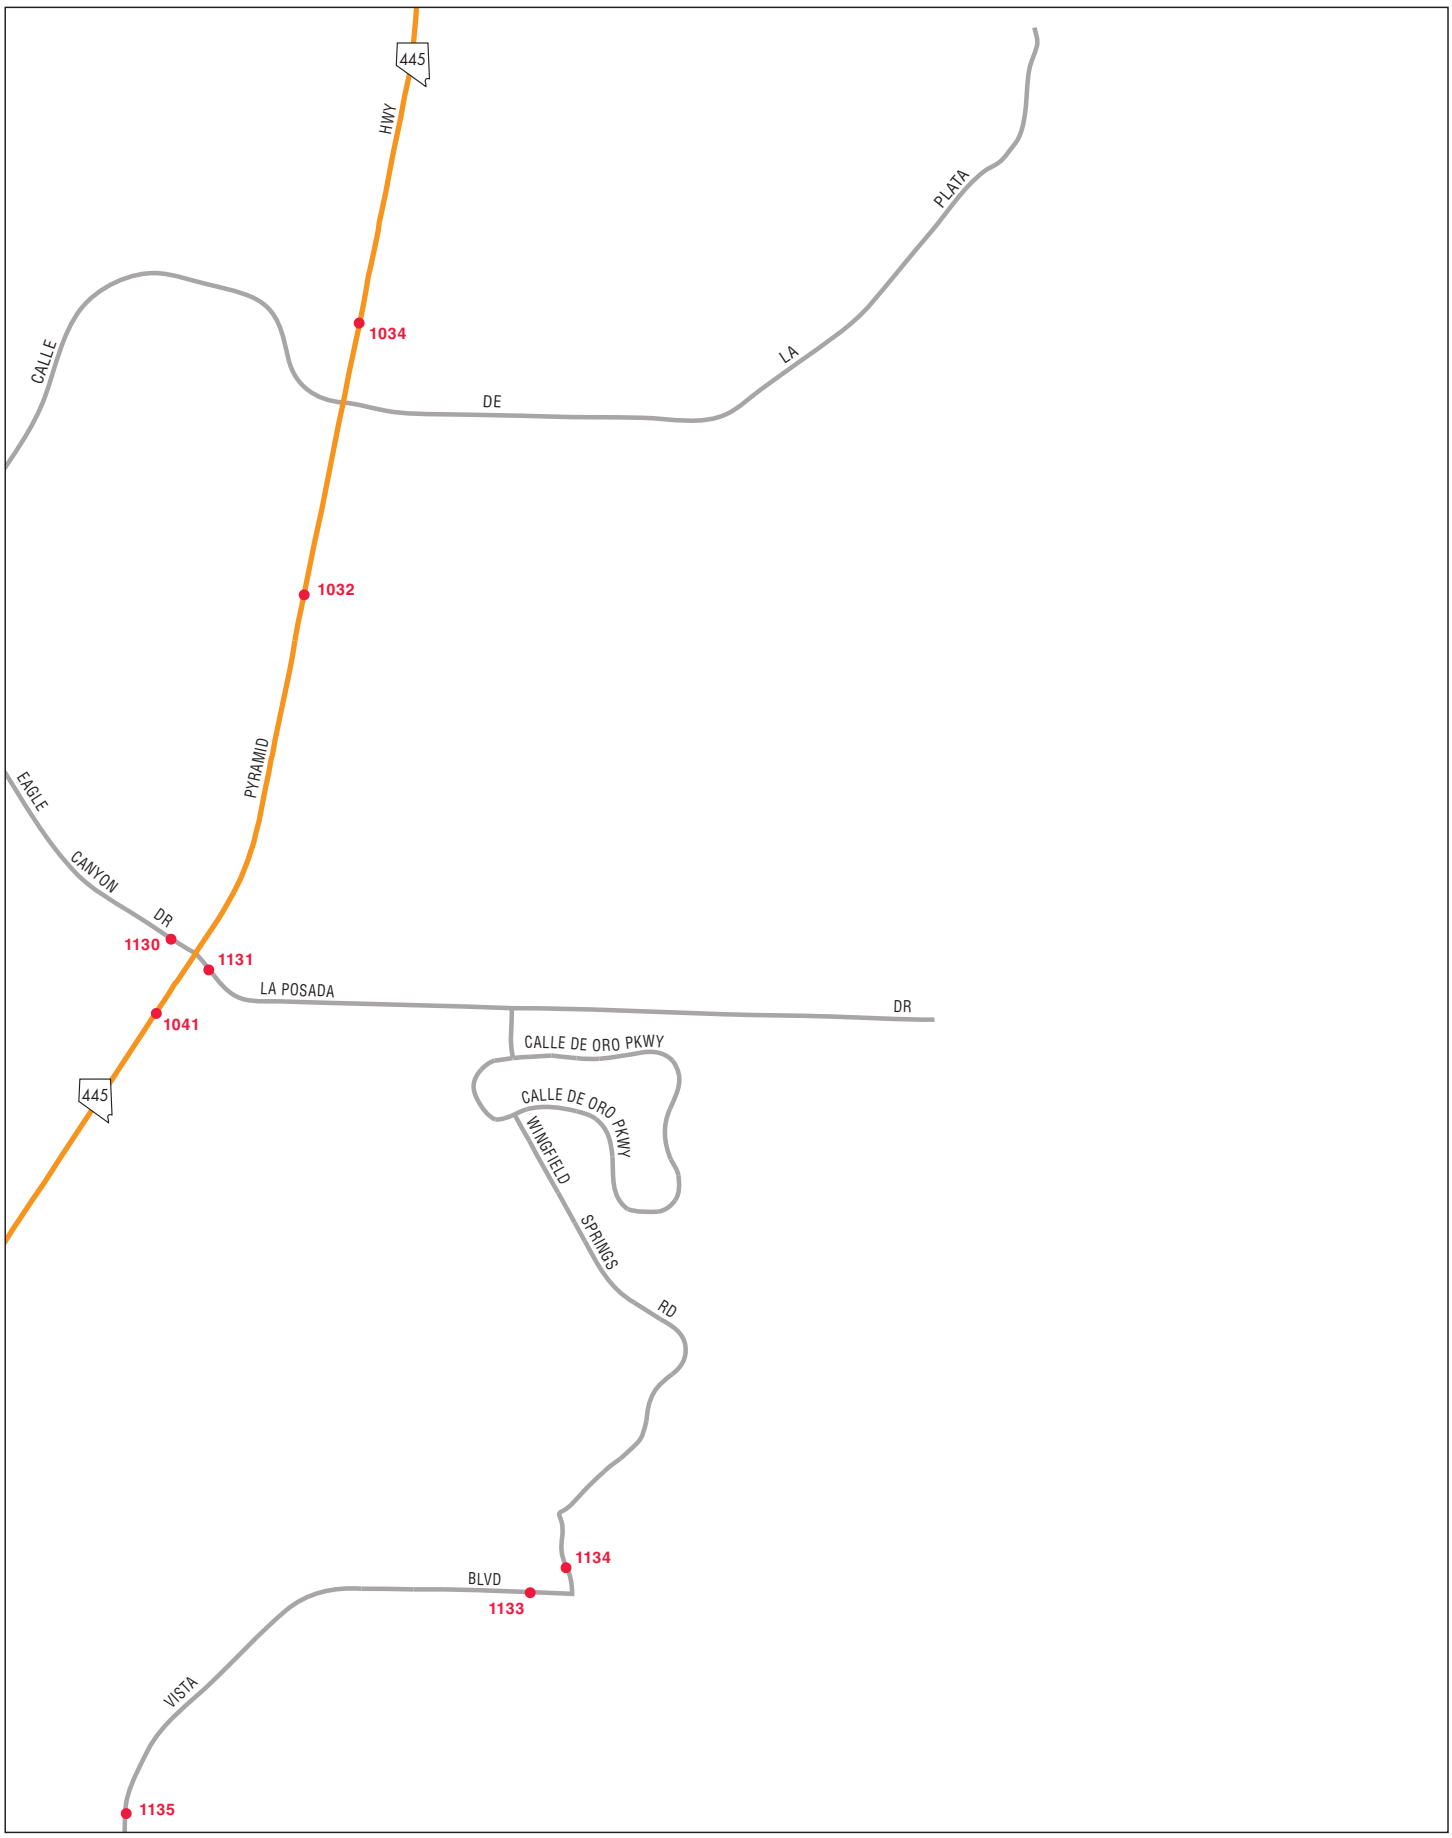 445
HWY
PLATA
1034
CALLE
LA
DE
1032
PYRAMID
EAGLE
CANYON
DR
1130
1131
LA POSADA
DR
1041
CALLE DE ORO PKWY
445
CALLE DE ORO PKWY
WINGFIELD
SPRINGS
RD
1134
BLVD
1133
VISTA
1135